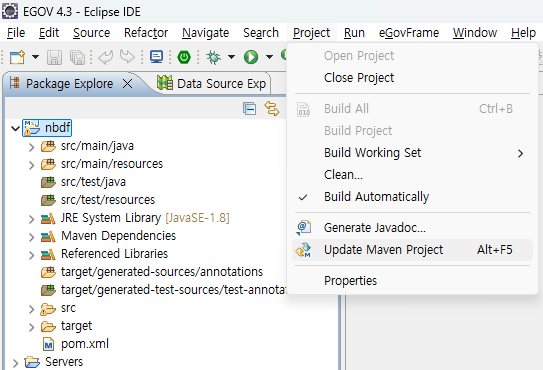 EGOV 4.3 - Eclipse IDE
File Edit Source Refactor Navigate Search Project Run eGovFrame Window Help
Package Explore
Data Source Exp
nbdf
src/main/java
src/main/resources
src/test/java
src/test/resources
JRE System Library [JavaSE-1.8]
Maven Dependencies
Referenced Libraries
target/generated-sources/annotations
target/generated-test-sources/test-annota
src
target
pom.xml
Servers
Open Project
Close Project
Build All Ctrl+B
Build Project
Build Working Set
Clean...
Build Automatically
Generate Javadoc...
Update Maven Project Alt+F5
Properties